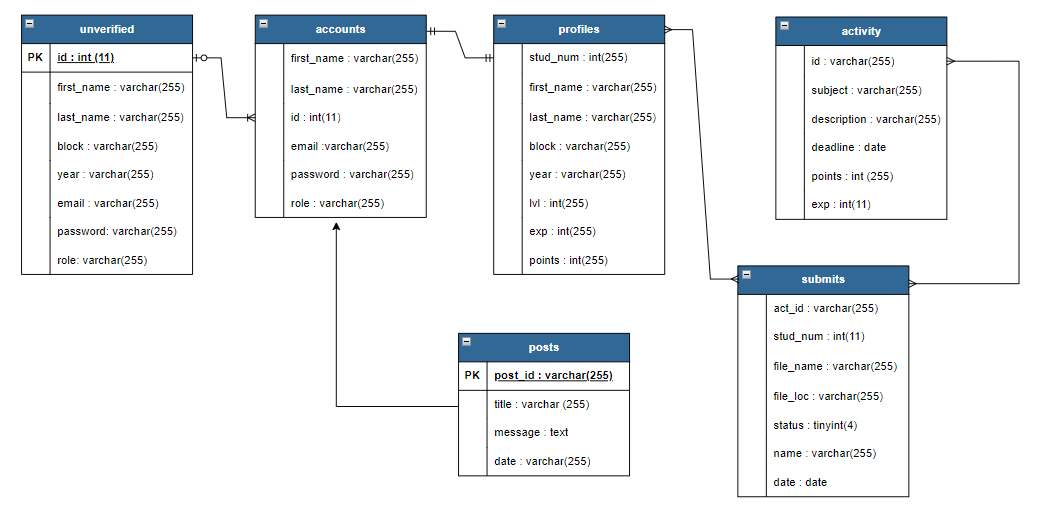 unverified
PK id : int (11)
first_name : varchar(255)
last_name : varchar(255)
block : varchar(255)
year : varchar(255)
email : varchar(255)
password: varchar(255)
role: varchar(255)
accounts
first_name : varchar(255)
last_name : varchar(255)
id : int(11)
email :varchar(255)
password : varchar(255)
role : varchar(255)
profiles
stud_num : int(255)
first_name : varchar(255)
last_name : varchar(255)
block : varchar(255)
year : varchar(255)
lvl : int(255)
exp : int(255)
points : int(255)
activity
id : varchar(255)
subject : varchar(255)
description : varchar(255)
deadline : date
points : int (255)
exp : int(11)
posts
PK post_id : varchar(255)
title : varchar (255)
message : text
date : varchar(255)
submits
act_id : varchar(255)
stud_num : int(11)
file_name : varchar(255)
file_loc : varchar(255)
status : tinyint(4)
name : varchar(255)
date : date